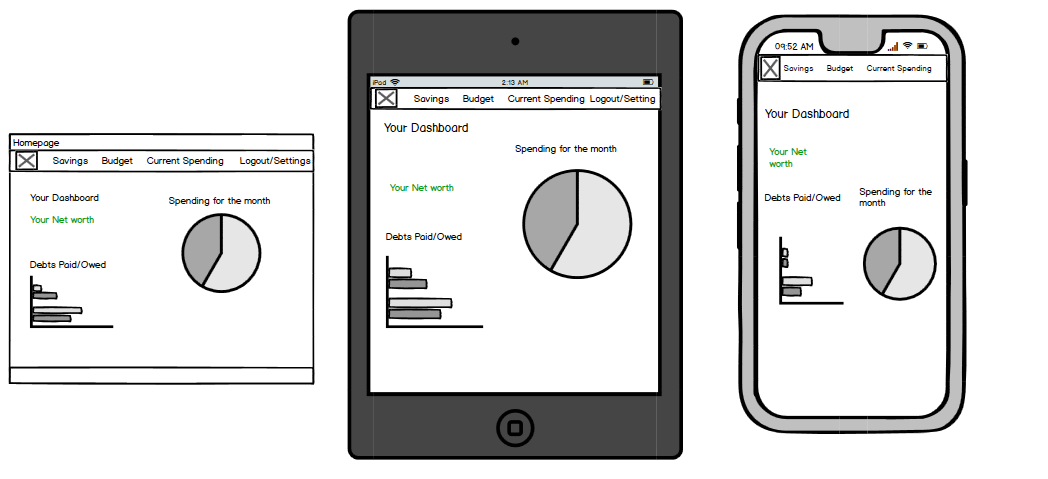 Homepage
Savings Budget Current Spending Logout/Settings
Your Dashboard
Spending for the month
Your Net worth
Debts Paid/Owed
iPod 2:13 AM
Savings Budget Current Spending Logout/Setting
Your Dashboard
Spending for the month
Your Net worth
Debts Paid/Owed
09:52 AM
Savings Budget Current Spending
Your Dashboard
Your Net
worth
Debts Paid/Owed
Spending for the
month